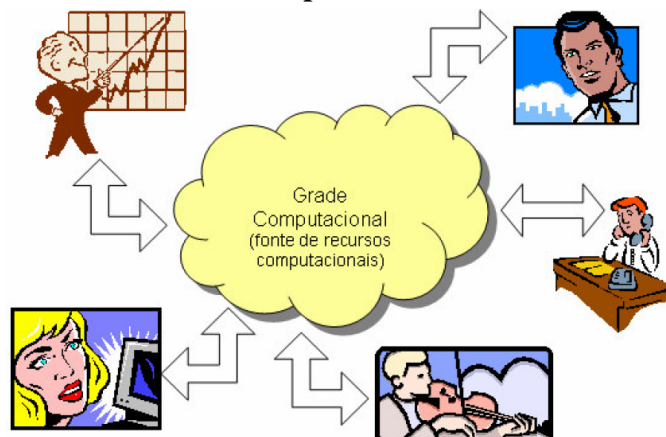 Grade
Computacional
(fonte de recursos
computacionais)